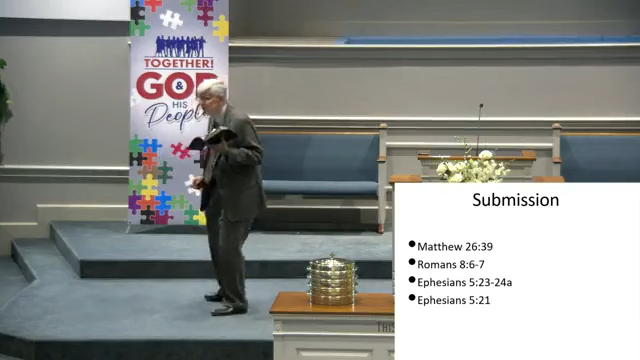 TOGETHER!
GOD
&
HIS
People
Submission
•Matthew 26:39
•Romans 8:6-7
•Ephesians 5:23-24a
•Ephesians 5:21
THIS